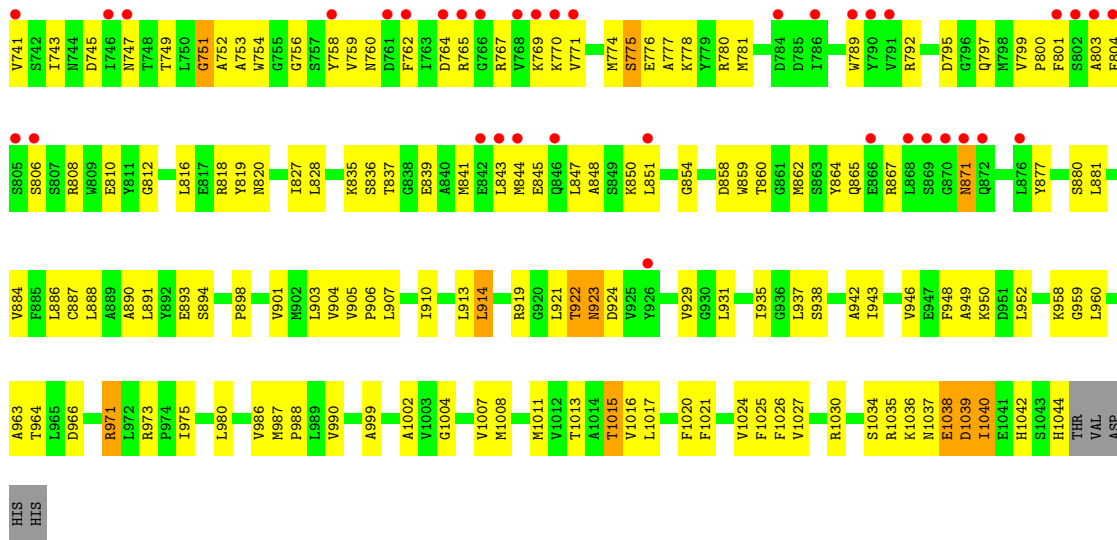 V741 S742 I743 N744 D745 I746 N747 T748 T749 L750 G751 A752 A753 W754 G755 G756 S757 Y758 V759 N760 D761 F762 I763 D764 R765 G766 R767 V768 K769 K770 V771 M774 S775 E776 A777 K778 Y779 R780 M781 D784 D785 I786 W789 Y790 V791 R792 D795 G796 Q797 M798 V799 P800 F801 S802 A803 F804
S805 S806 S807 R808 W809 E810 Y811 G812 L816 E817 R818 Y819 N820 I827 L828 K835 S836 T837 G838 E839 A840 M841 E842 L843 M844 E845 Q846 L847 A848 S849 K850 L851 G854 D858 W859 T860 G861 M862 S863 Y864 Q865 E866 R867 L868 S869 G870 N871 Q872 L876 Y877 S880 L881
V884 F885 L886 C887 L888 A889 A890 L891 Y892 E893 S894 P898 V901 M902 L903 V904 V905 P906 L907 I910 L913 L914 R919 G920 L921 T922 N923 D924 V925 Y926 V929 G930 L931 I935 G936 L937 S938 A942 I943 V946 E947 F948 A949 K950 D951 L952 K958 G959 L960
A963 T964 L965 D966 R971 L972 R973 P974 I975 L980 V986 M987 P988 L989 V990 A999 A1002 V1003 G1004 V1007 M1008 M1011 V1012 T1013 A1014 T1015 V1016 L1017 F1020 F1021 V1024 F1025 F1026 V1027 R1030 S1034 R1035 K1036 N1037 E1038 D1039 I1040 E1041 H1042 S1043 H1044 THR VAL ASP
HIS HIS